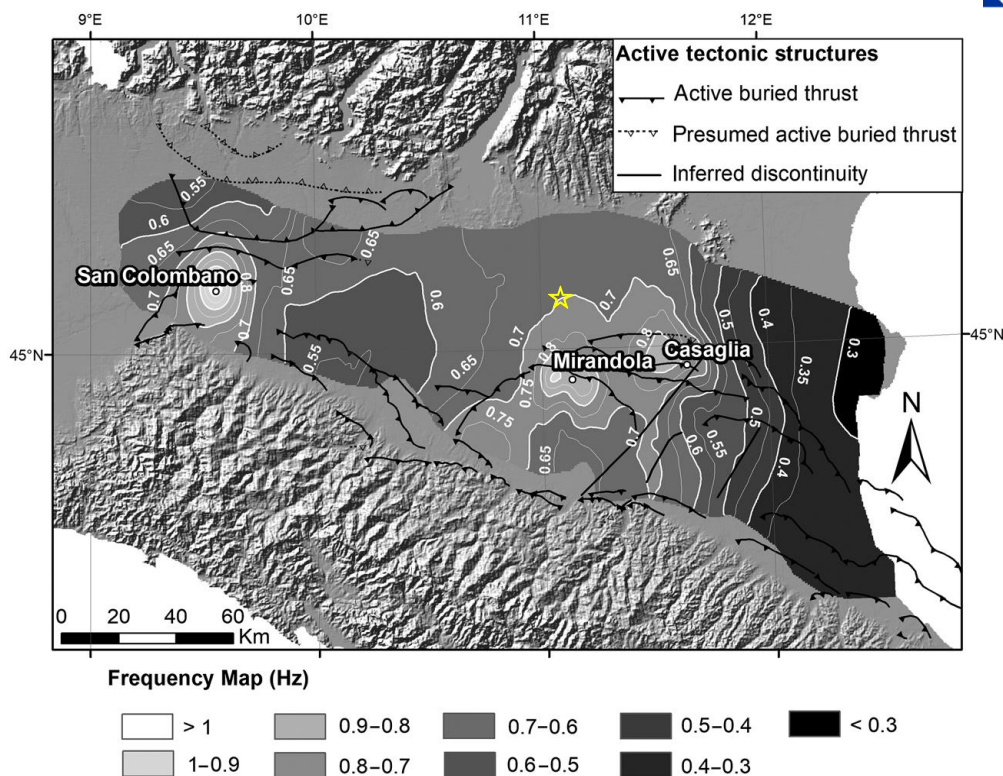 9°E
10°E
11°E
12°E
Active tectonic structures
Active buried thrust
Presumed active buried thrust
Inferred discontinuity
0.55
0.6
0.65
0.65
0.65
San Colombano
0.8
0.7
0.7
0.6
0.55
0.65
0.7
0.7
0.65
0.5
0.4
0.3
0.35
45°N
45°N
0.8
0.8
Mirandola
Casaglia
0.75
0.75
0.65
0.7
0.6
0.55
0.5
0.4
N
0 20 40 60
Km
Frequency Map (Hz)
> 1
0.9–0.8
0.7–0.6
0.5–0.4
< 0.3
1–0.9
0.8–0.7
0.6–0.5
0.4–0.3